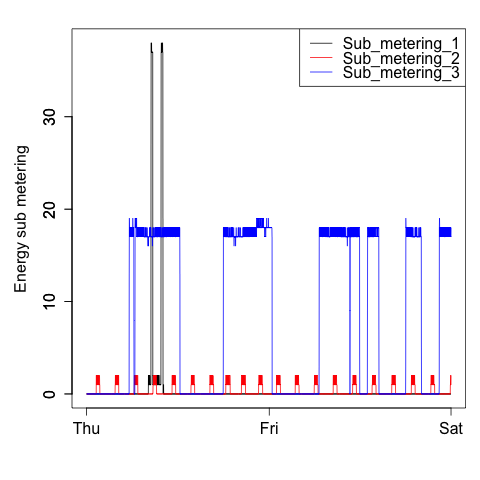 Sub_metering_1
Sub_metering_2
Sub_metering_3
Energy sub metering
30
20
10
0
Thu Fri Sat